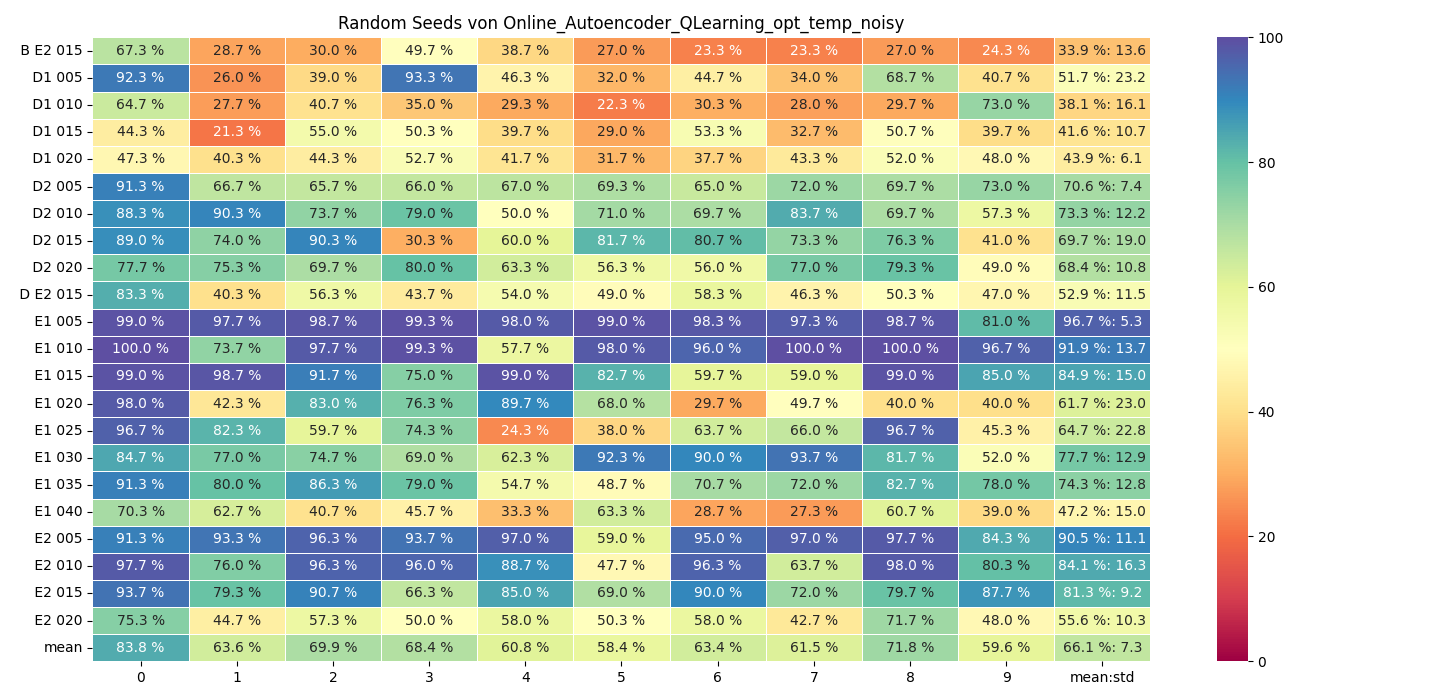 Random Seeds von Online_Autoencoder_QLearning_opt_temp_noisy
B E2 015 67.3 % 28.7 % 30.0 % 49.7 % 38.7 % 27.0 % 23.3 % 23.3 % 27.0 % 24.3 % 33.9 %: 13.6
D1 005 92.3 % 26.0 % 39.0 % 93.3 % 46.3 % 32.0 % 44.7 % 34.0 % 68.7 % 40.7 % 51.7 %: 23.2
D1 010 64.7 % 27.7 % 40.7 % 35.0 % 29.3 % 22.3 % 30.3 % 28.0 % 29.7 % 73.0 % 38.1 %: 16.1
D1 015 44.3 % 21.3 % 55.0 % 50.3 % 39.7 % 29.0 % 53.3 % 32.7 % 50.7 % 39.7 % 41.6 %: 10.7
D1 020 47.3 % 40.3 % 44.3 % 52.7 % 41.7 % 31.7 % 37.7 % 43.3 % 52.0 % 48.0 % 43.9 %: 6.1
D2 005 91.3 % 66.7 % 65.7 % 66.0 % 67.0 % 69.3 % 65.0 % 72.0 % 69.7 % 73.0 % 70.6 %: 7.4
D2 010 88.3 % 90.3 % 73.7 % 79.0 % 50.0 % 71.0 % 69.7 % 83.7 % 69.7 % 57.3 % 73.3 %: 12.2
D2 015 89.0 % 74.0 % 90.3 % 30.3 % 60.0 % 81.7 % 80.7 % 73.3 % 76.3 % 41.0 % 69.7 %: 19.0
D2 020 77.7 % 75.3 % 69.7 % 80.0 % 63.3 % 56.3 % 56.0 % 77.0 % 79.3 % 49.0 % 68.4 %: 10.8
D E2 015 83.3 % 40.3 % 56.3 % 43.7 % 54.0 % 49.0 % 58.3 % 46.3 % 50.3 % 47.0 % 52.9 %: 11.5
E1 005 99.0 % 97.7 % 98.7 % 99.3 % 98.0 % 99.0 % 98.3 % 97.3 % 98.7 % 81.0 % 96.7 %: 5.3
E1 010 100.0 % 73.7 % 97.7 % 99.3 % 57.7 % 98.0 % 96.0 % 100.0 % 100.0 % 96.7 % 91.9 %: 13.7
E1 015 99.0 % 98.7 % 91.7 % 75.0 % 99.0 % 82.7 % 59.7 % 59.0 % 99.0 % 85.0 % 84.9 %: 15.0
E1 020 98.0 % 42.3 % 83.0 % 76.3 % 89.7 % 68.0 % 29.7 % 49.7 % 40.0 % 40.0 % 61.7 %: 23.0
E1 025 96.7 % 82.3 % 59.7 % 74.3 % 24.3 % 38.0 % 63.7 % 66.0 % 96.7 % 45.3 % 64.7 %: 22.8
E1 030 84.7 % 77.0 % 74.7 % 69.0 % 62.3 % 92.3 % 90.0 % 93.7 % 81.7 % 52.0 % 77.7 %: 12.9
E1 035 91.3 % 80.0 % 86.3 % 79.0 % 54.7 % 48.7 % 70.7 % 72.0 % 82.7 % 78.0 % 74.3 %: 12.8
E1 040 70.3 % 62.7 % 40.7 % 45.7 % 33.3 % 63.3 % 28.7 % 27.3 % 60.7 % 39.0 % 47.2 %: 15.0
E2 005 91.3 % 93.3 % 96.3 % 93.7 % 97.0 % 59.0 % 95.0 % 97.0 % 97.7 % 84.3 % 90.5 %: 11.1
E2 010 97.7 % 76.0 % 96.3 % 96.0 % 88.7 % 47.7 % 96.3 % 63.7 % 98.0 % 80.3 % 84.1 %: 16.3
E2 015 93.7 % 79.3 % 90.7 % 66.3 % 85.0 % 69.0 % 90.0 % 72.0 % 79.7 % 87.7 % 81.3 %: 9.2
E2 020 75.3 % 44.7 % 57.3 % 50.0 % 58.0 % 50.3 % 58.0 % 42.7 % 71.7 % 48.0 % 55.6 %: 10.3
mean 83.8 % 63.6 % 69.9 % 68.4 % 60.8 % 58.4 % 63.4 % 61.5 % 71.8 % 59.6 % 66.1 %: 7.3
0 1 2 3 4 5 6 7 8 9 mean:std
100
80
60
40
20
0